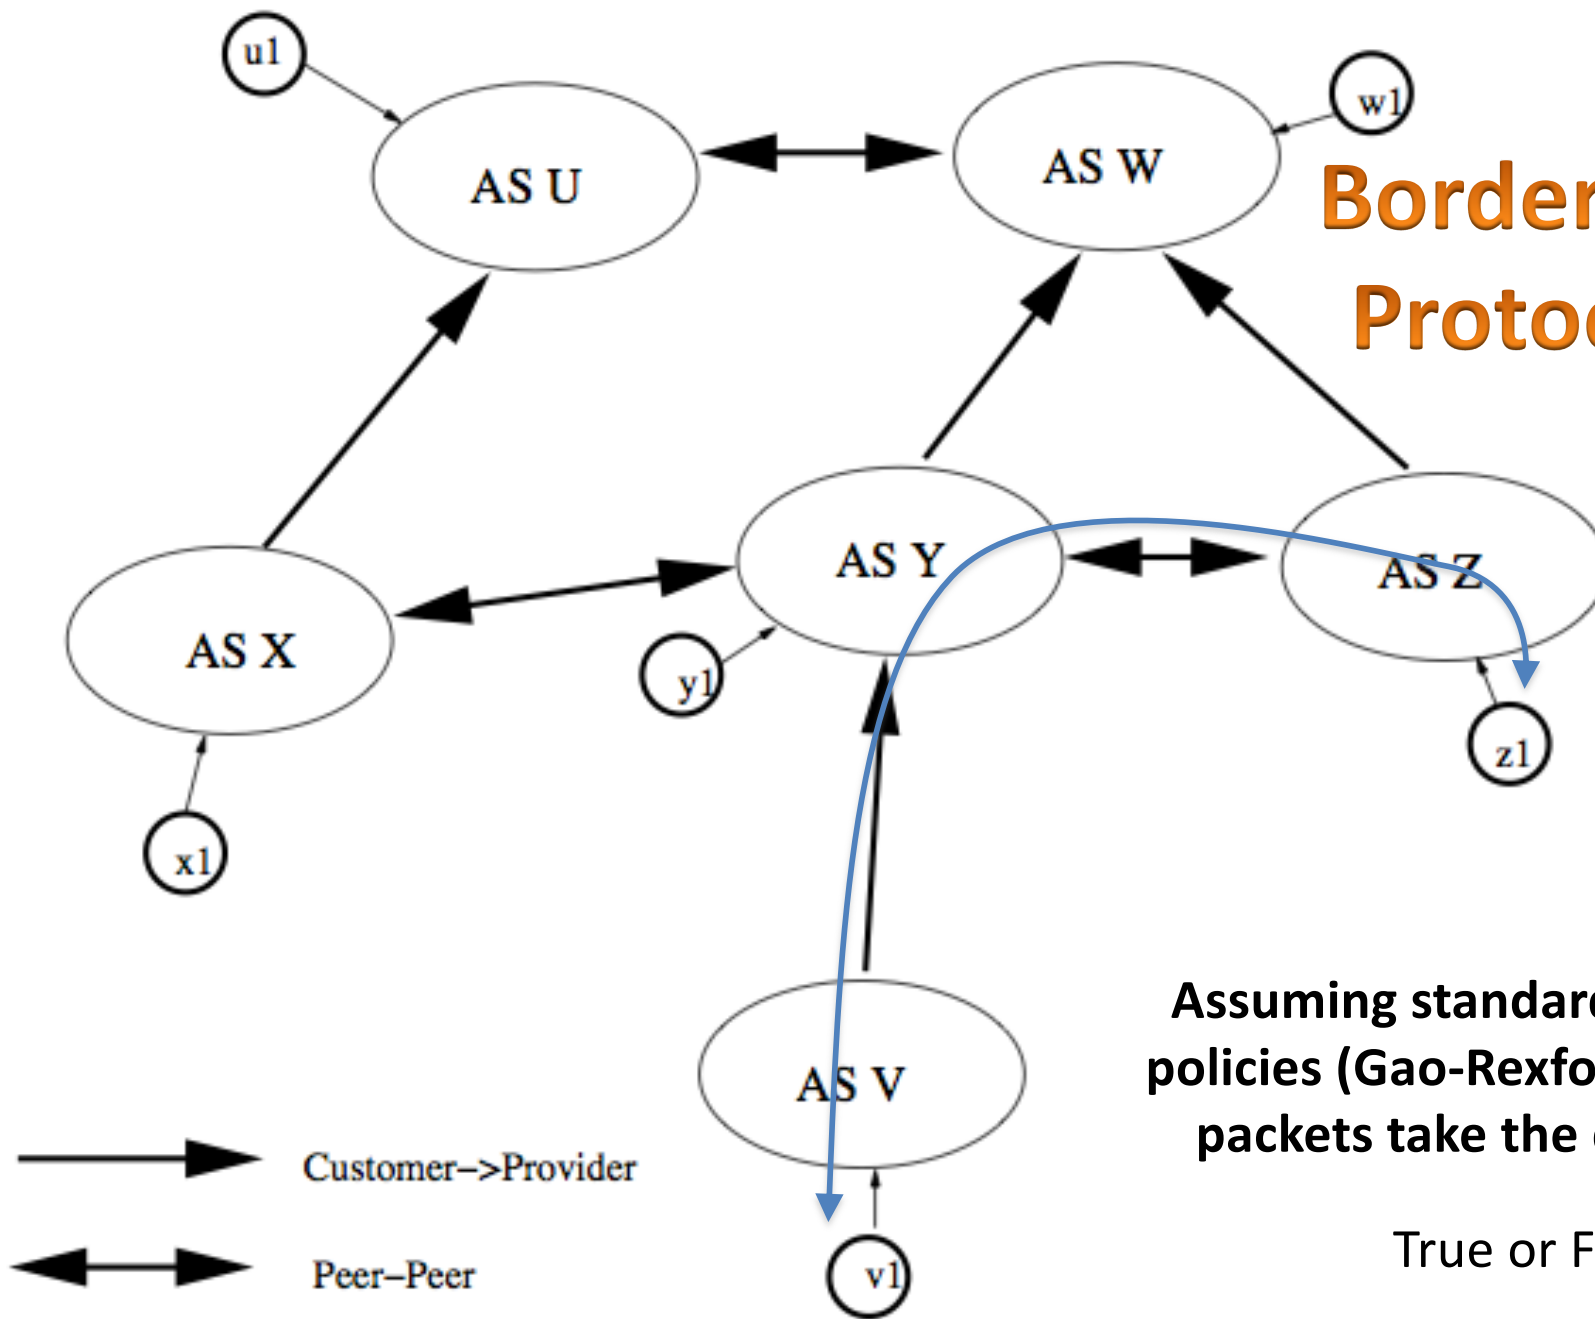 u1
w1
AS U
AS W
Border
AS Y
AS Z
AS X
y1
z1
x1
Assuming standard
policies (Gao-Rexfo
packets take the
AS V
Customer->Provider
True or F
Peer-Peer
v1